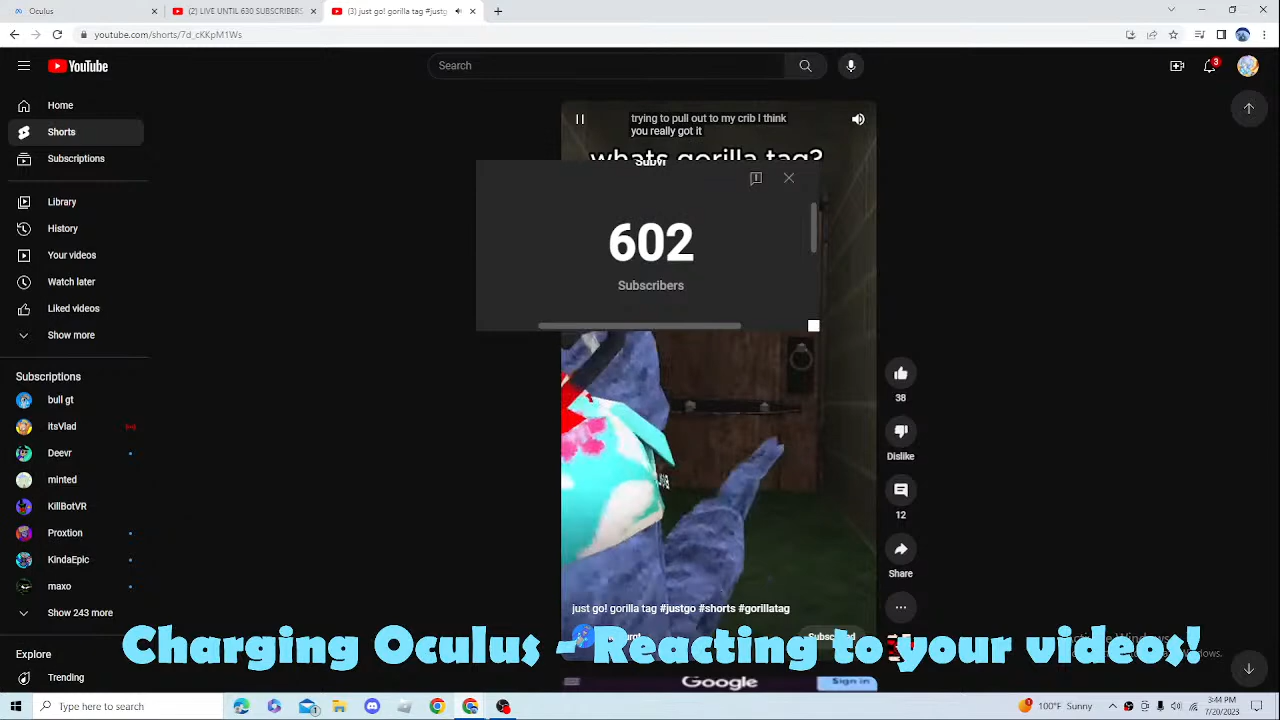 Oculus
(2) LIVE UNTIL 630 SUBSCRIBERS
(3) just go! gorilla tag #justg
youtube.com/shorts/7d_cKKpM1Ws
YouTube
Search
3
Home
Shorts
Subscriptions
Library
History
Your videos
Watch later
Liked videos
Show more
Subscriptions
bull gt
ItsVlad
Deevr
minted
KillBotVR
Proxtion
KindaEpic
maxo
Show 243 more
Explore
Trending
trying to pull out to my crib I think
you really got it
whats gorilla tag?
Subvr
602
Subscribers
38
Dislike
12
Share
just go! gorilla tag #justgo #shorts #gorillatag
Subscribed
Charging Oculus - Reacting to your videos!
Activate Windows
Google
Sign in
Type here to search
100°F Sunny
3:44 PM
7/20/2023